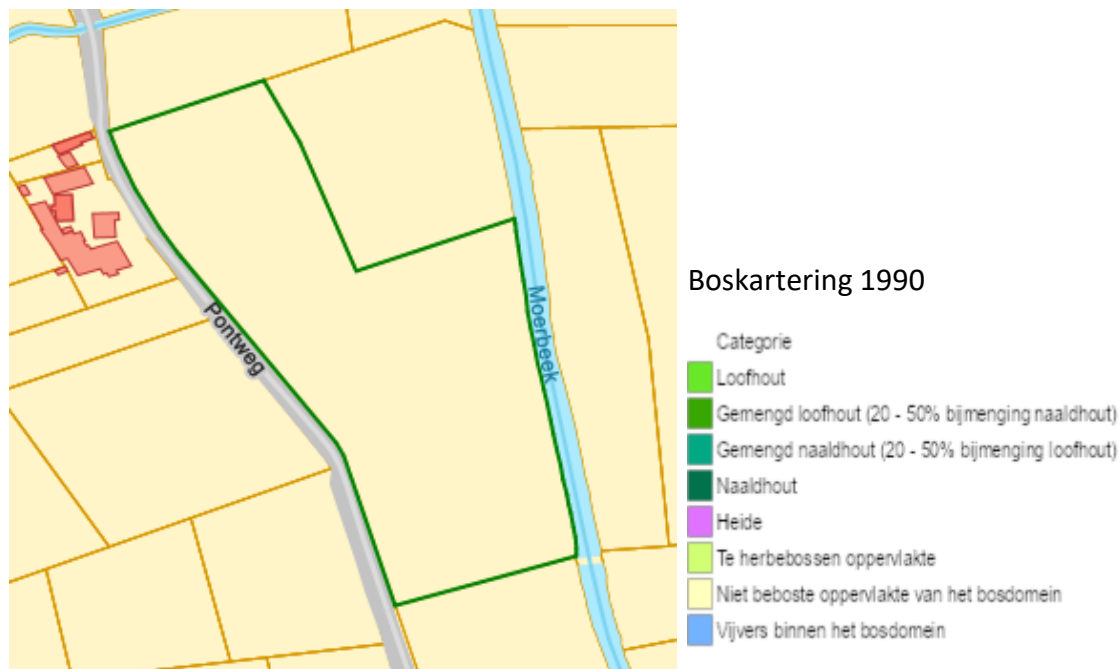 Pontweg
Moerbeek
Boskartering 1990
Categorie
Loofhout
Gemengd loofhout (20 - 50% bijmenging naaldhout)
Gemengd naaldhout (20 - 50% bijmenging loofhout)
Naaldhout
Heide
Te herbebossen oppervlakte
Niet beboste oppervlakte van het bosdomein
Vijvers binnen het bosdomein